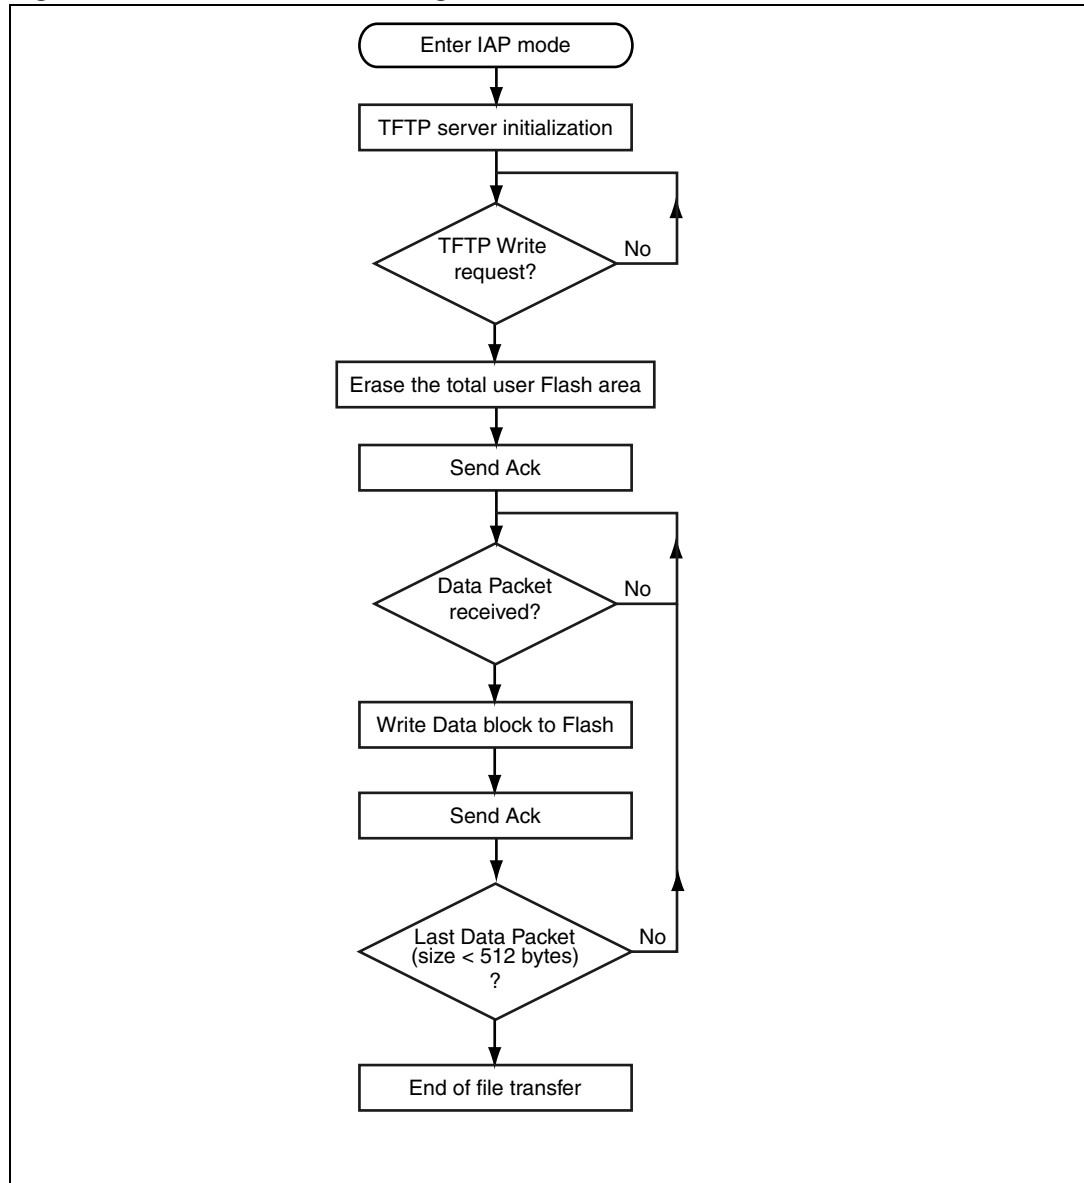 Enter IAP mode
TFTP server initialization
TFTP Write
request?
No
Erase the total user Flash area
Send Ack
Data Packet
received?
No
Write Data block to Flash
Send Ack
Last Data Packet
(size < 512 bytes)
?
No
End of file transfer